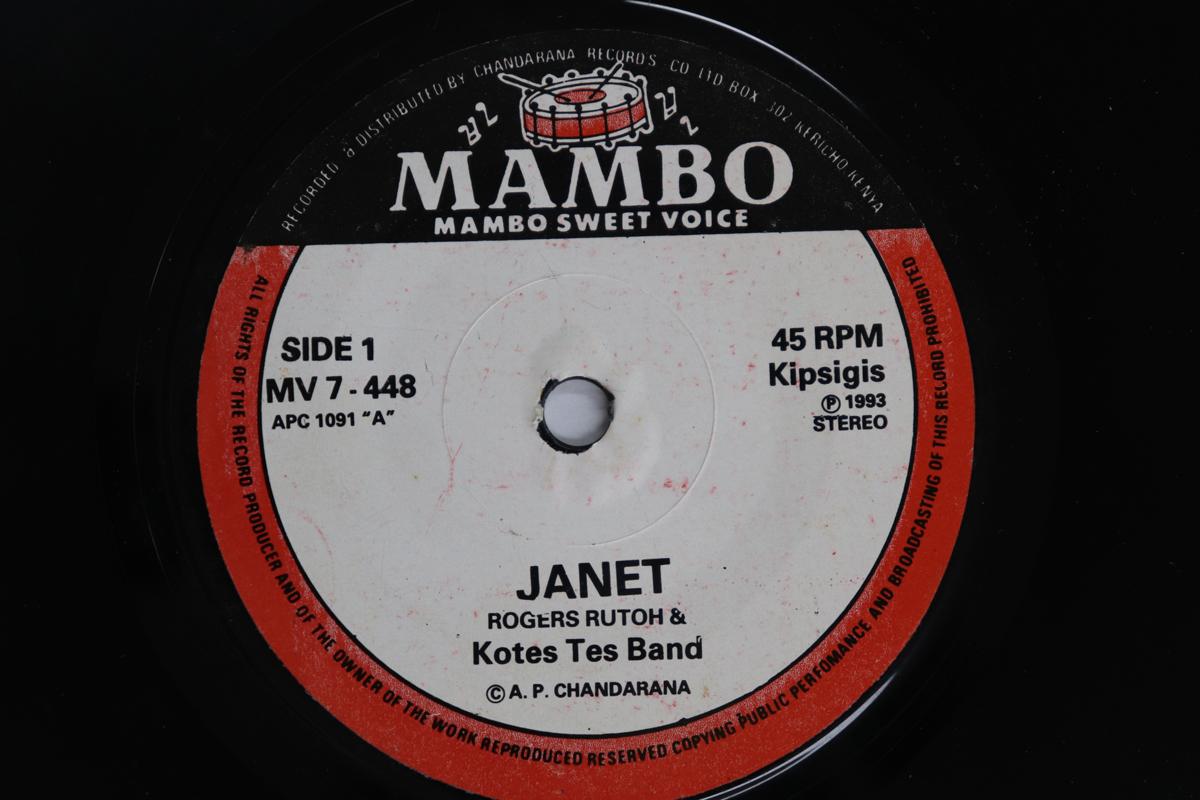 RECORDED & DISTRIBUTED BY CHANDARANA RECORD'S CO LTD BOX 302 KERICHO KENYA
MAMBO
MAMBO SWEET VOICE
SIDE 1
MV 7 - 448
APC 1091 "A"
45 RPM
Kipsigis
Ⓟ 1993
STEREO
JANET
ROGERS RUTOH &
Kotes Tes Band
© A. P. CHANDARANA
ALL RIGHTS OF THE RECORD PRODUCER AND OF THE OWNER OF THE WORK REPRODUCED RESERVED COPYING PUBLIC PERFOMANCE AND BROADCASTING OF THIS RECORD PROHIBITED